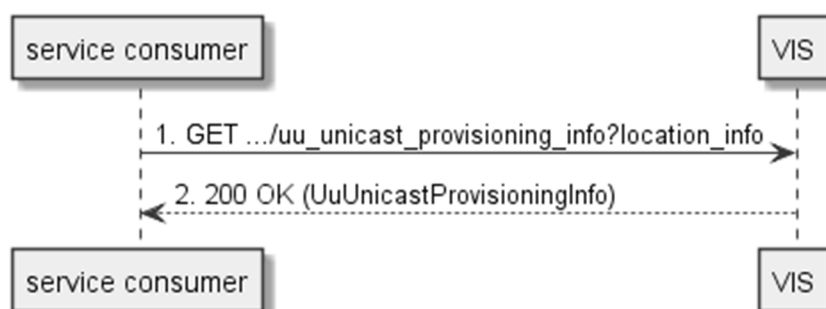 service consumer
VIS
1. GET .../uu_unicast_provisioning_info?location_info
2. 200 OK (UuUnicastProvisioningInfo)
service consumer
VIS